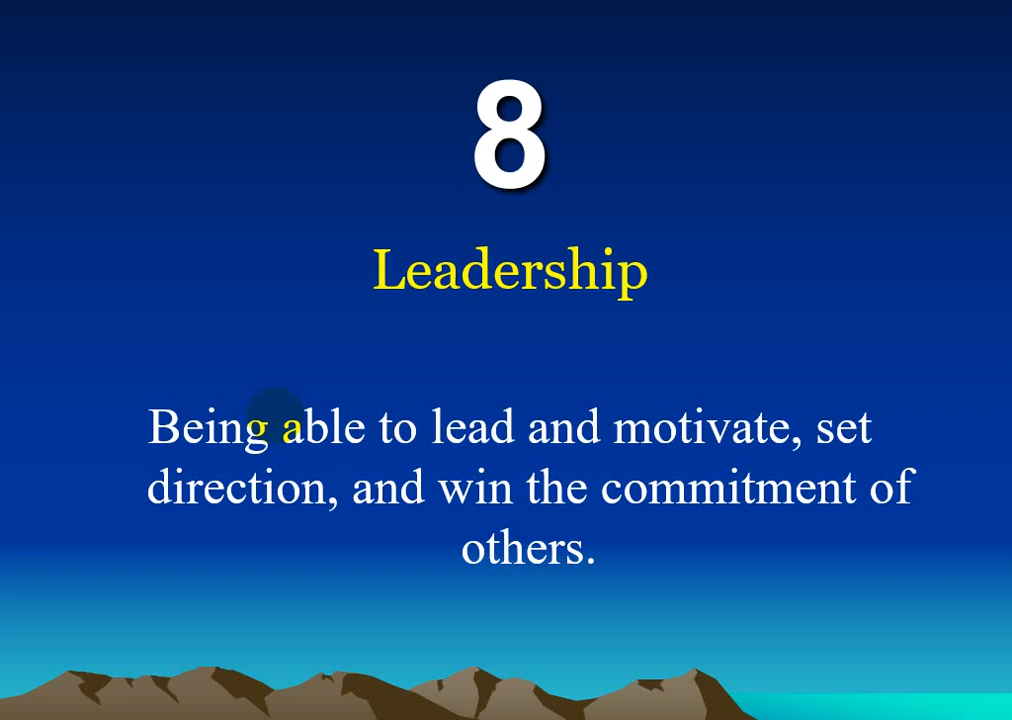 8
Leadership
Being able to lead and motivate, set
direction, and win the commitment of
others.